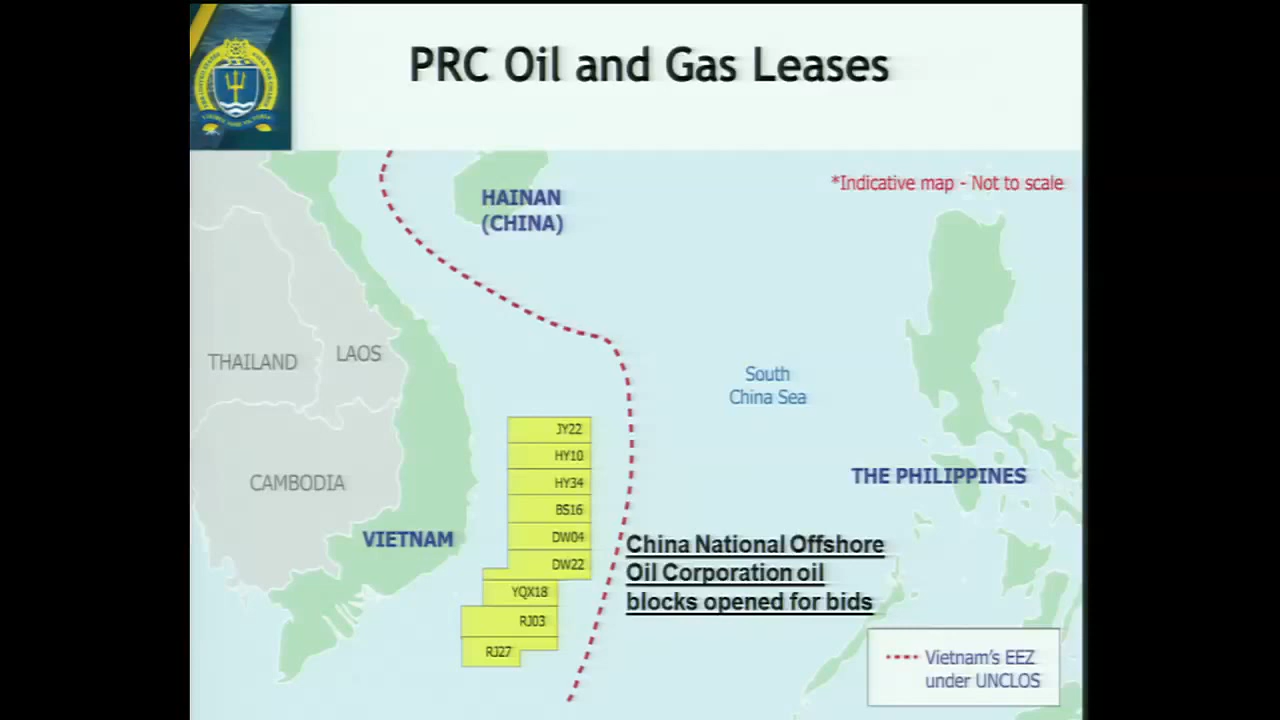 PRC Oil and Gas Leases
*Indicative map - Not to scale
HAINAN
(CHINA)
THAILAND
LAOS
South
China Sea
CAMBODIA
VIETNAM
THE PHILIPPINES
JY22
HY10
HY34
BS16
DW04
DW22
YQX18
RJ03
RJ27
China National Offshore
Oil Corporation oil
blocks opened for bids
Vietnam's EEZ
under UNCLOS